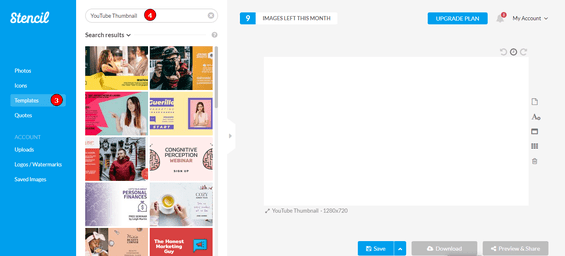 Stencil
YouTube Thumbnail
4
Search results
9 IMAGES LEFT THIS MONTH
UPGRADE PLAN
My Account
Photos
Icons
Templates
3
Quotes
ACCOUNT
Uploads
Logos / Watermarks
Saved Images
Guerilla
START
CONGNITIVE
PERCEPTION
WEBINAR
SIGN UP
PERSONAL
FINANCES
COZY
The Honest
Marketing
Guy
YouTube Thumbnail - 1280x720
Save
Download
Preview & Share